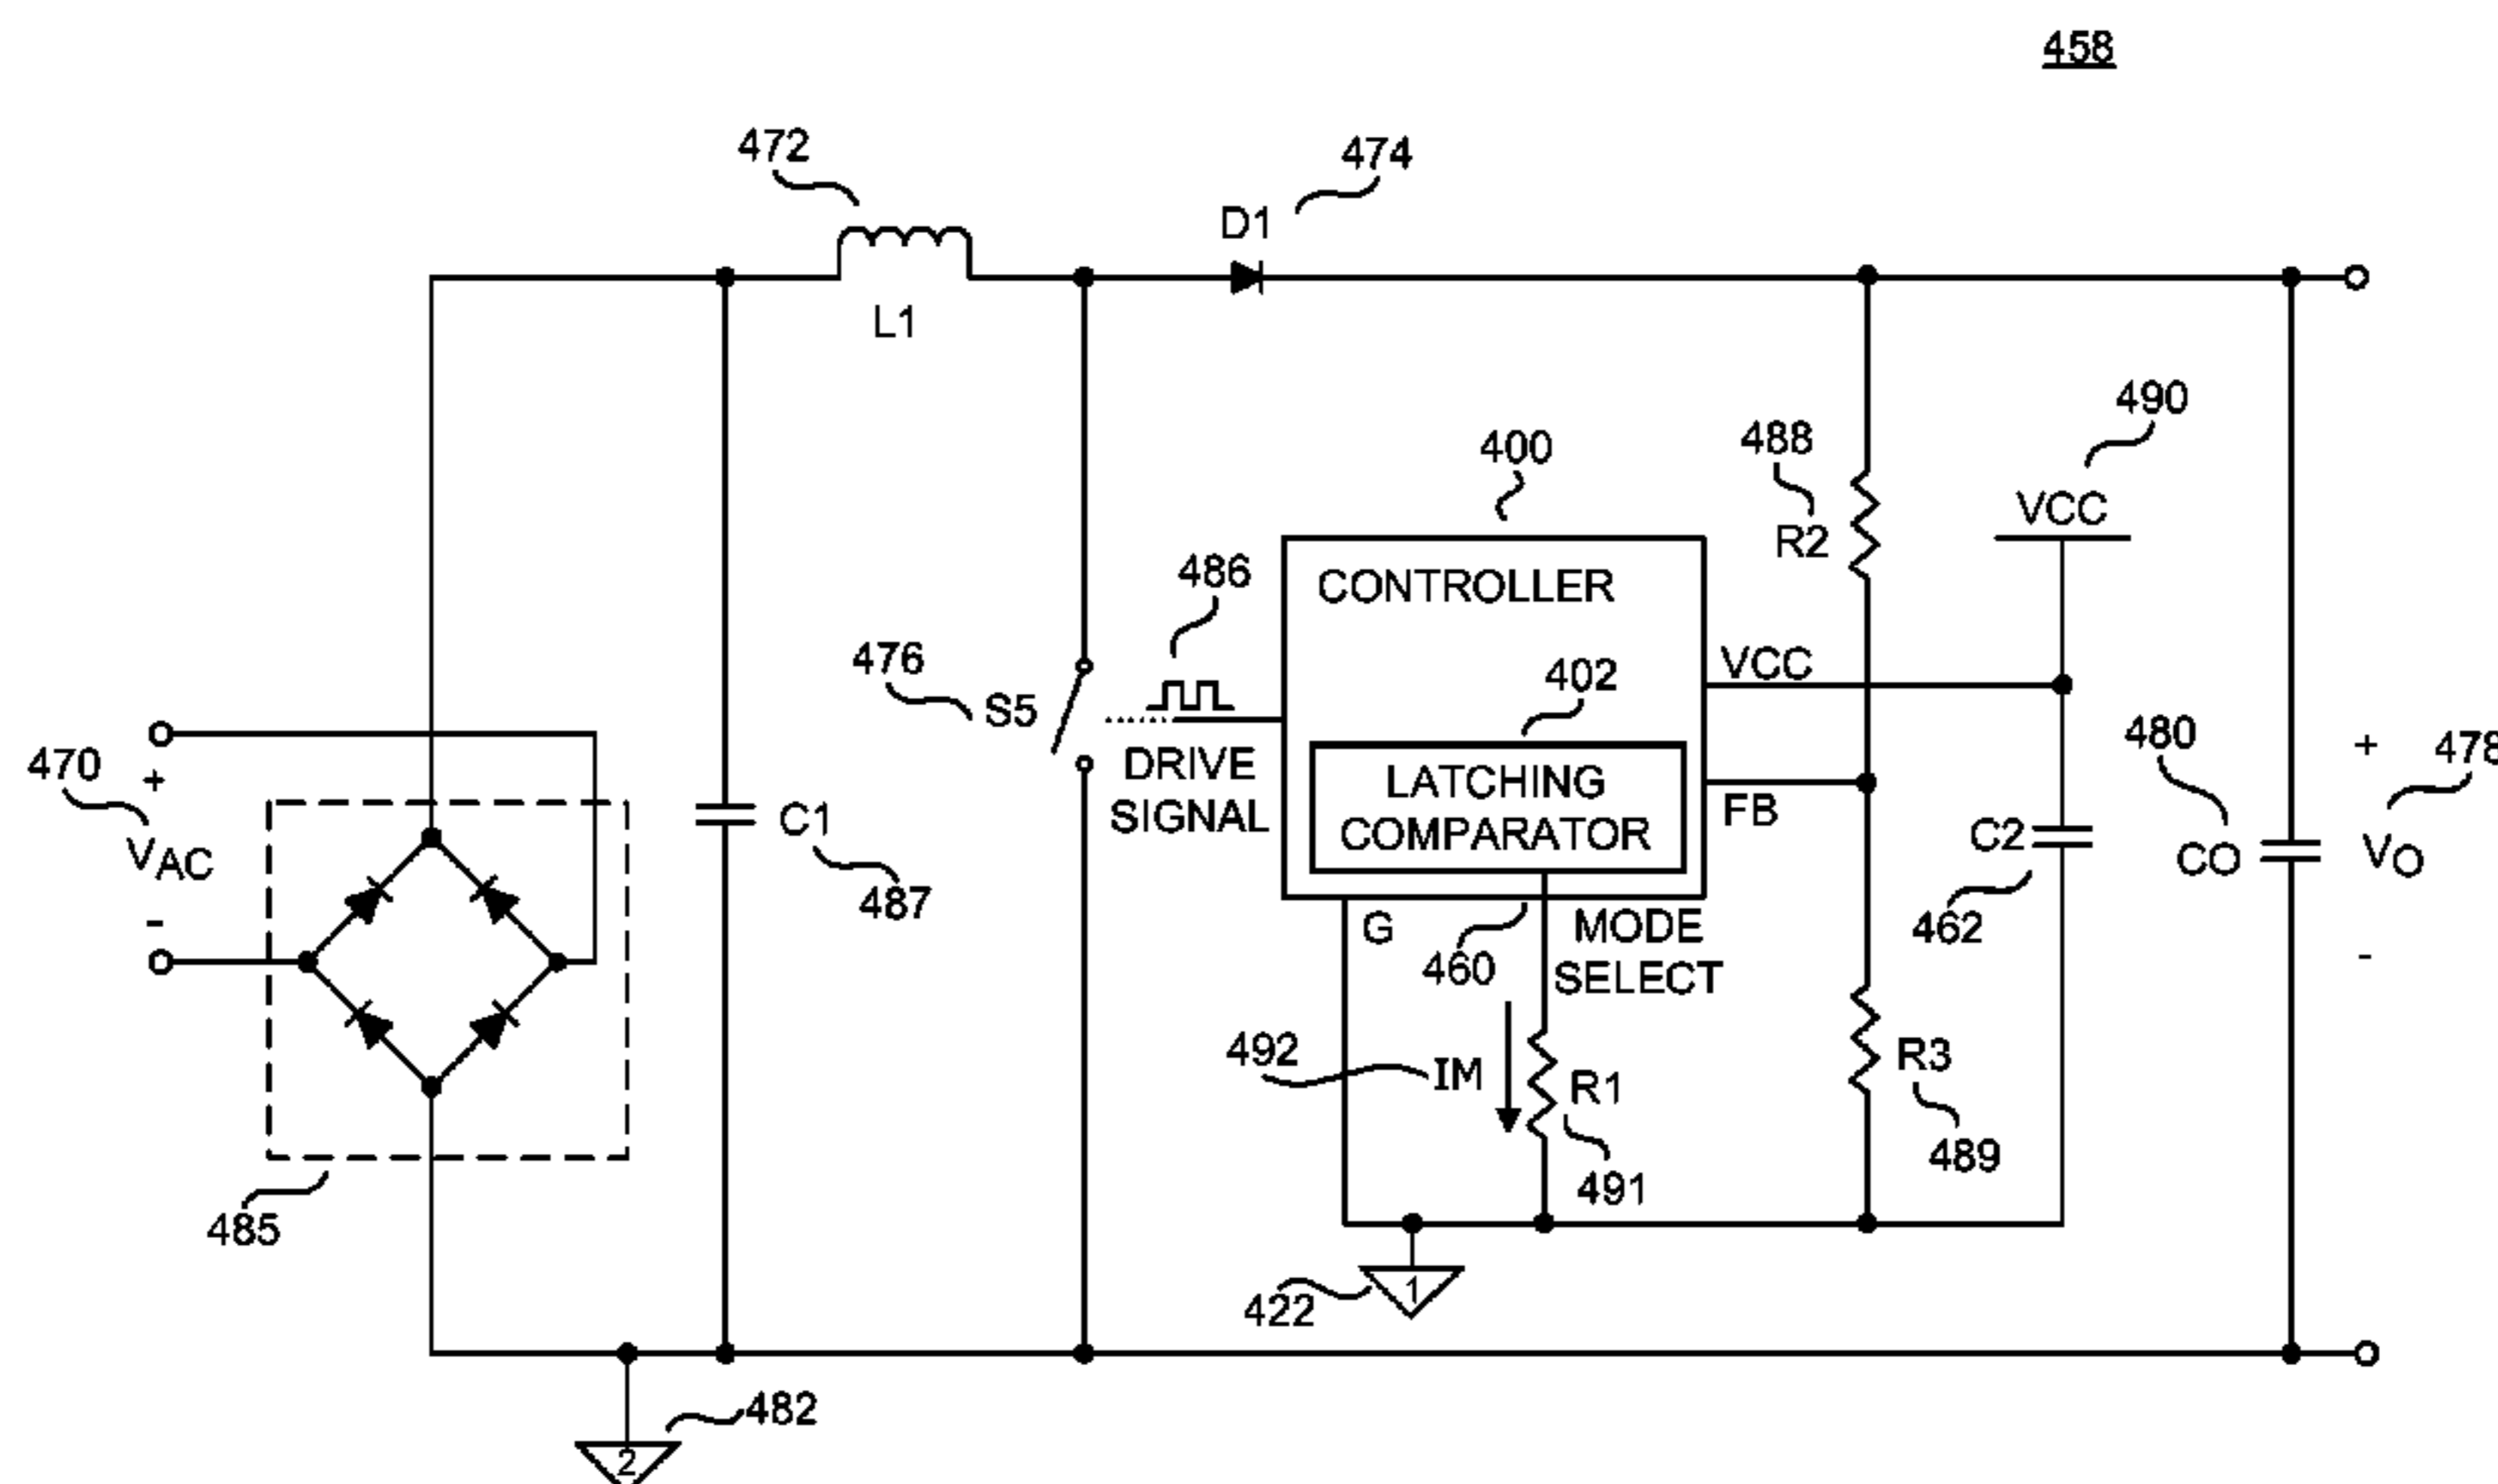 458
472
474
D1
L1
490
488
400
VCC
R2
486
CONTROLLER
476
S5
402
VCC
470
+
480
+
478
DRIVE
SIGNAL
LATCHING
COMPARATOR
FB
C1
C2
CO
VO
VAC
487
-
G
460
MODE
SELECT
462
-
492
IM
R1
R3
491
489
485
1
422
482
2